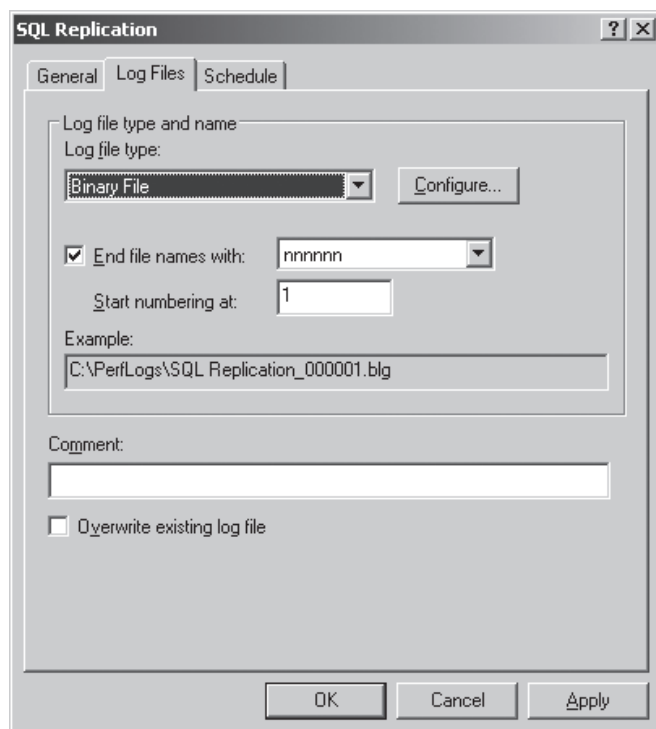 SQL Replication
General Log Files Schedule
Log file type and name
Log file type:
Binary File Configure...
End file names with: nnnnnn
Start numbering at: 1
Example:
C:\PerfLogs\SQL Replication_000001.blg
Comment:
Overwrite existing log file
OK Cancel Apply